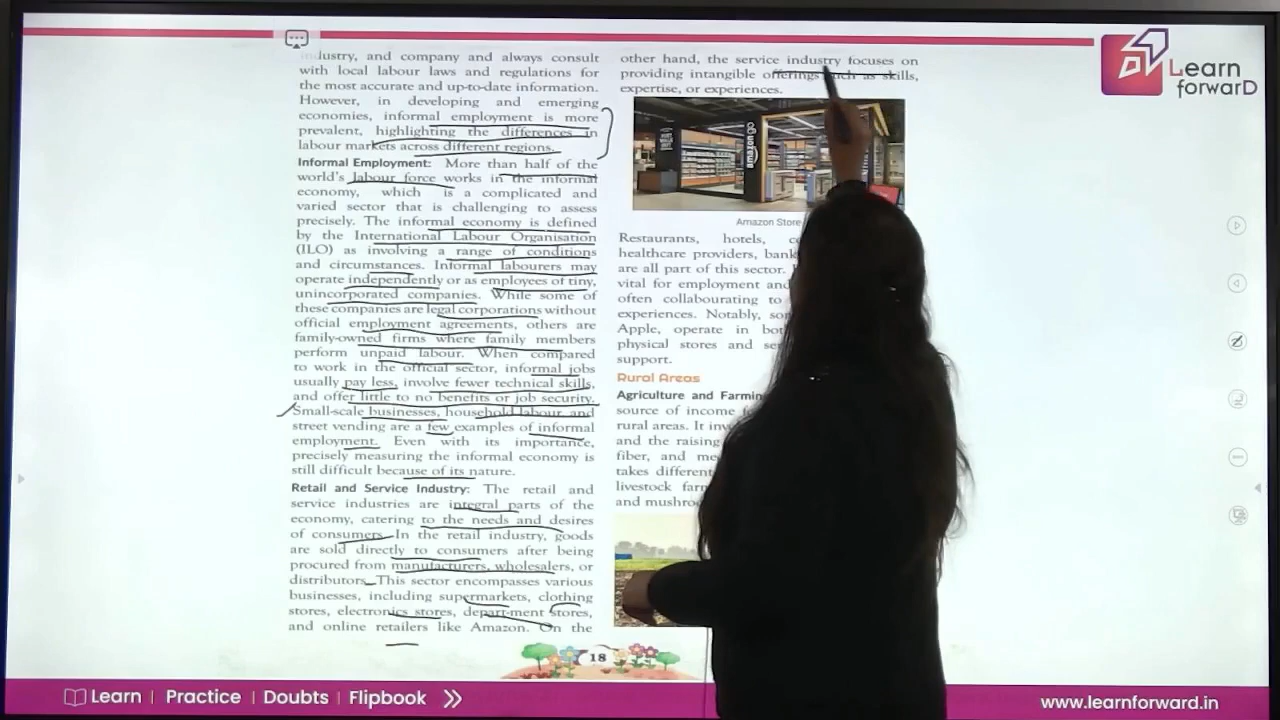 Learn
forwarD
industry, and company and always consult
with local labour laws and regulations for
the most accurate and up-to-date information.
However, in developing and emerging
economies, informal employment is more
prevalent, highlighting the differences in
labour markets across different regions.
Informal Employment: More than half of the
world's labour force works in the informal
economy, which is a complicated and
varied sector that is challenging to assess
precisely. The informal economy is defined
by the International Labour Organisation
(ILO) as involving a range of conditions
and circumstances. Informal labourers may
operate independently or as employees of tiny,
unincorporated companies. While some of
these companies are legal corporations without
official employment agreements, others are
family-owned firms where family members
perform unpaid labour. When compared
to work in the official sector, informal jobs
usually pay less, involve fewer technical skills,
and offer little to no benefits or job security.
Small-scale businesses, household labour, and
street vending are a few examples of informal
employment. Even with its importance,
precisely measuring the informal economy is
still difficult because of its nature.
Retail and Service Industry: The retail and
service industries are integral parts of the
economy, catering to the needs and desires
of consumers. In the retail industry, goods
are sold directly to consumers after being
procured from manufacturers, wholesalers, or
distributors. This sector encompasses various
businesses, including supermarkets, clothing
stores, electronics stores, depart-ment stores,
and online retailers like Amazon. On the
other hand, the service industry focuses on
providing intangible offerings such as skills,
expertise, or experiences.
amazon go
Amazon Store
Restaurants, hotels,
healthcare providers,
are all part of this sector.
vital for employment and
often collabourating to
experiences. Notably,
Apple, operate in
physical stores and
support.
Rural Areas
Agriculture and
source of income
rural areas. It
and the raising
fiber, and
takes different
livestock
and
18
Learn | Practice | Doubts | Flipbook
www.learnforward.in